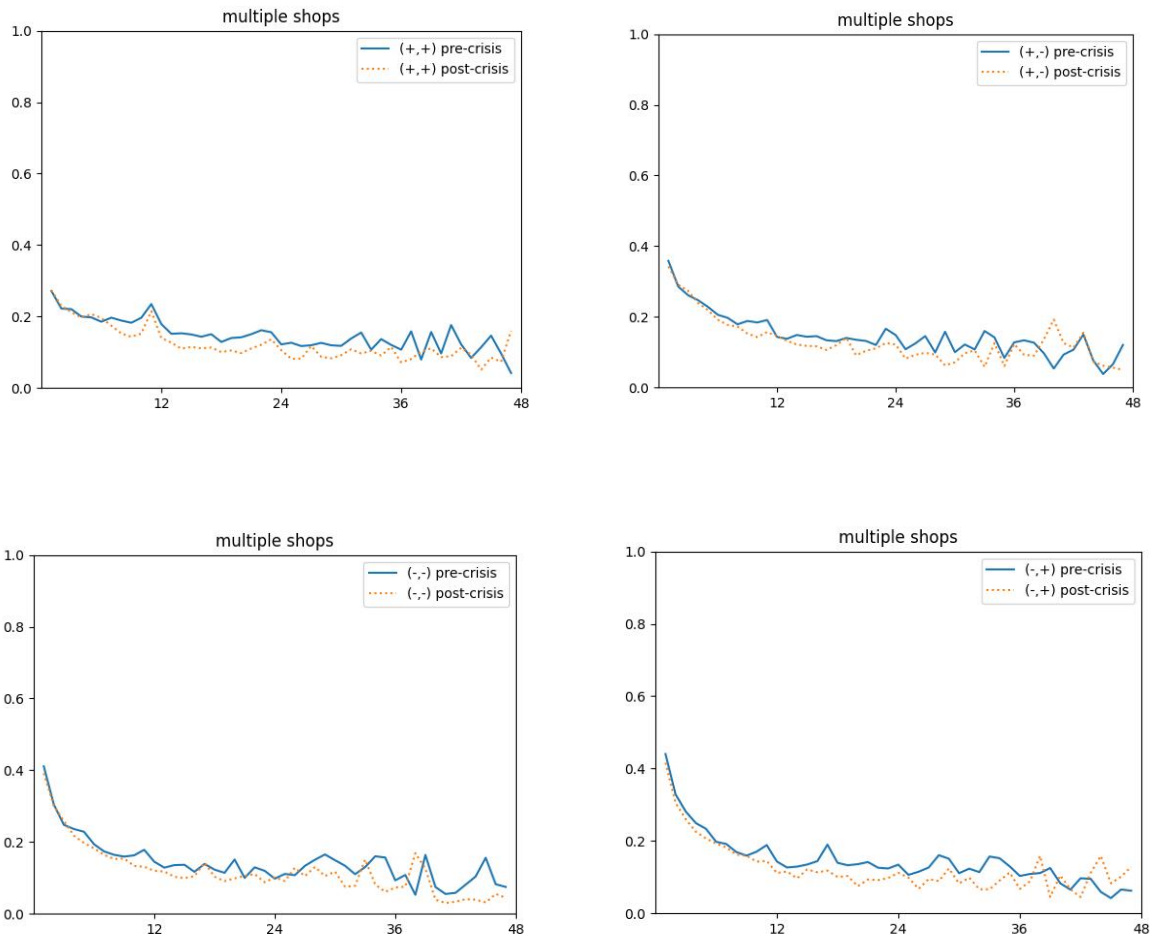 multiple shops
(+,+) pre-crisis
(+,+) post-crisis
1.0
0.8
0.6
0.4
0.2
0.0
12 24 36 48
multiple shops
(+,-) pre-crisis
(+,-) post-crisis
1.0
0.8
0.6
0.4
0.2
0.0
12 24 36 48
multiple shops
(-,-) pre-crisis
(-,-) post-crisis
1.0
0.8
0.6
0.4
0.2
0.0
12 24 36 48
multiple shops
(-,+) pre-crisis
(-,+) post-crisis
1.0
0.8
0.6
0.4
0.2
0.0
12 24 36 48